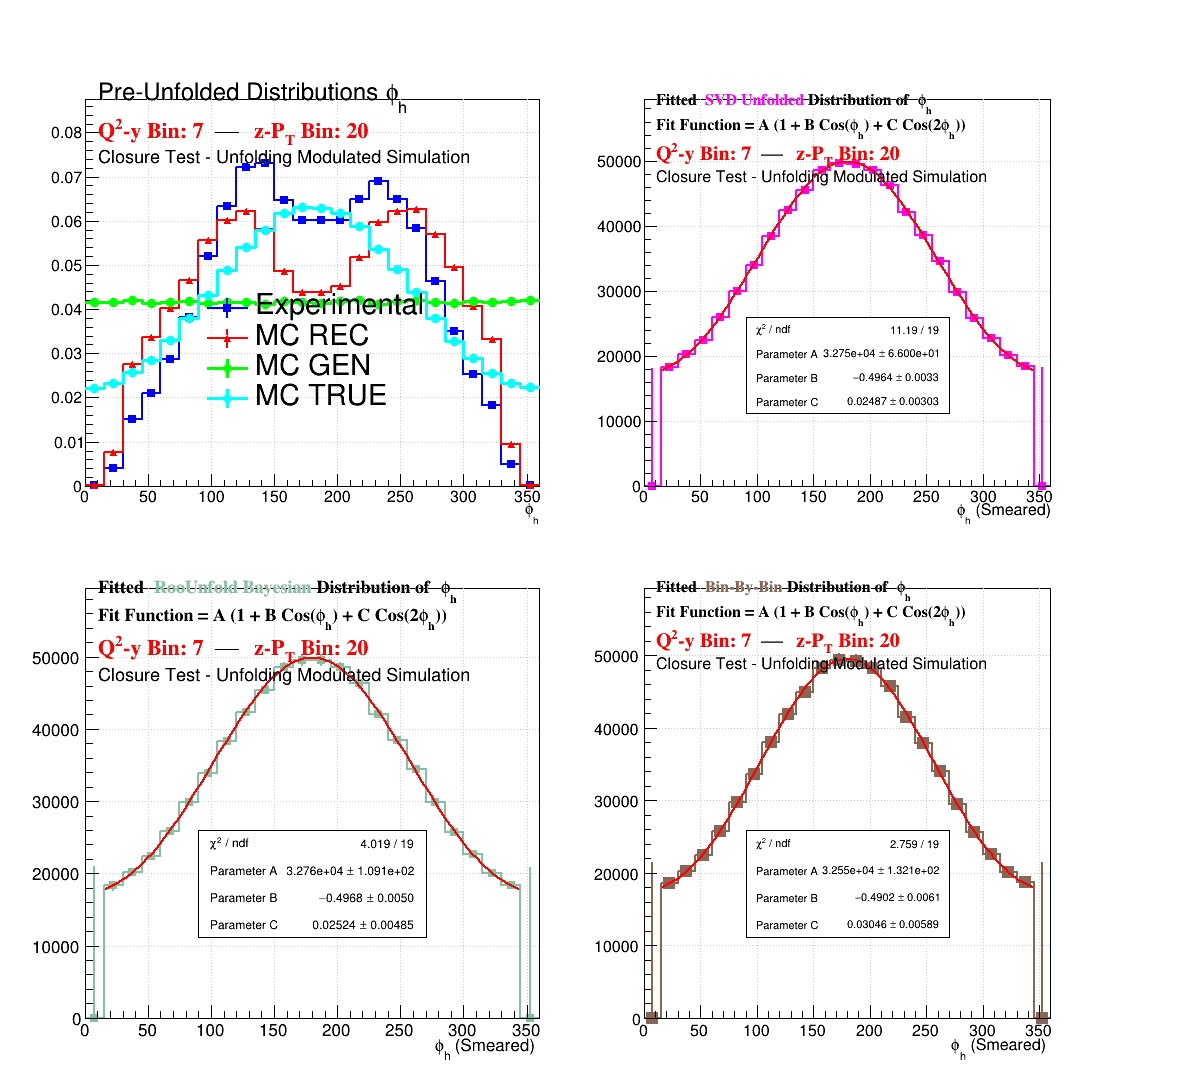 Pre-Unfolded Distributions ϕh
Q²-y Bin: 7 — z-PT Bin: 20
Closure Test - Unfolding Modulated Simulation
0.08
0.07
0.06
0.05
0.04
0.03
0.02
0.01
0
Experimental
MC REC
MC GEN
MC TRUE
0 50 100 150 200 250 300 350
ϕh
Fitted SVD Unfolded Distribution of ϕh
Fit Function = A (1 + B Cos(ϕh) + C Cos(2ϕh))
Q²-y Bin: 7 — z-PT Bin: 20
Closure Test - Unfolding Modulated Simulation
50000
40000
30000
20000
10000
0
χ² / ndf 11.19 / 19
Parameter A 3.275e+04 ± 6.600e+01
Parameter B −0.4964 ± 0.0033
Parameter C 0.02487 ± 0.00303
0 50 100 150 200 250 300 350
ϕh (Smeared)
Fitted RooUnfold Bayesian Distribution of ϕh
Fit Function = A (1 + B Cos(ϕh) + C Cos(2ϕh))
Q²-y Bin: 7 — z-PT Bin: 20
Closure Test - Unfolding Modulated Simulation
50000
40000
30000
20000
10000
0
χ² / ndf 4.019 / 19
Parameter A 3.276e+04 ± 1.091e+02
Parameter B −0.4968 ± 0.0050
Parameter C 0.02524 ± 0.00485
0 50 100 150 200 250 300 350
ϕh (Smeared)
Fitted Bin-By-Bin Distribution of ϕh
Fit Function = A (1 + B Cos(ϕh) + C Cos(2ϕh))
Q²-y Bin: 7 — z-PT Bin: 20
Closure Test - Unfolding Modulated Simulation
50000
40000
30000
20000
10000
0
χ² / ndf 2.759 / 19
Parameter A 3.255e+04 ± 1.321e+02
Parameter B −0.4902 ± 0.0061
Parameter C 0.03046 ± 0.00589
0 50 100 150 200 250 300 350
ϕh (Smeared)